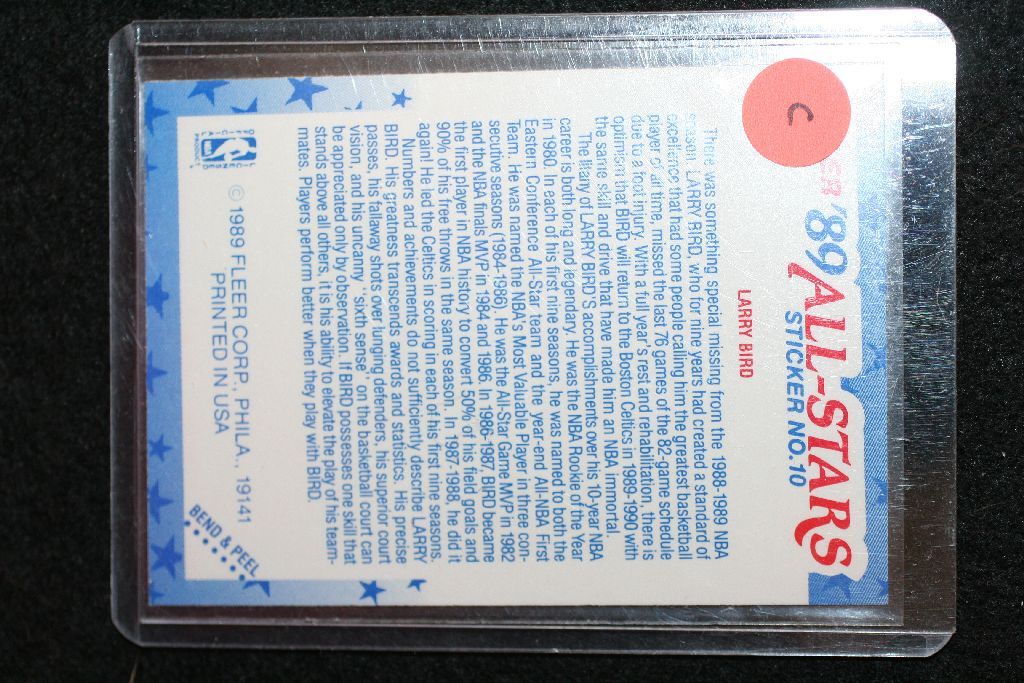 C
ER '89
ALL-STARS
STICKER NO. 10
LARRY BIRD
There was something special missing from the 1988-1989 NBA
season. LARRY BIRD, who for nine years had created a standard of
excellence that had some people calling him the greatest basketball
player of all time, missed the last 76 games of the 82-game schedule
due to a foot injury. With a full year's rest and rehabilitation, there is
optimism that BIRD will return to the Boston Celtics in 1989-1990 with
the same skill and drive that have made him an NBA immortal.
The litany of LARRY BIRD'S accomplishments over his 10-year NBA
career is both long and legendary. He was the NBA Rookie of the Year
in 1980. In each of his first nine seasons, he was named to both the
Eastern Conference All-Star team and the year-end All-NBA First
Team. He was named the NBA's Most Valuable Player in three con-
secutive seasons (1984-1986). He was the All-Star Game MVP in 1982
and the NBA finals MVP in 1984 and 1986. In 1986-1987, BIRD became
the first player in NBA history to convert 50% of his field goals and
90% of his free throws in the same season. In 1987-1988, he did it
again! He led the Celtics in scoring in each of his first nine seasons.
Numbers and achievements do not sufficiently describe LARRY
BIRD. His greatness transcends awards and statistics. His precise
passes, his fallaway shots over lunging defenders, his superior court
vision, and his uncanny "sixth sense" on the basketball court can
be appreciated only by observation. If BIRD possesses one skill that
stands above all others, it is his ability to elevate the play of his team-
mates. Players perform better when they play with BIRD.
OFFICIAL LICENSED
PRODUCT
© 1989 FLEER CORP., PHILA., 19141
PRINTED IN USA
BEND & PEEL